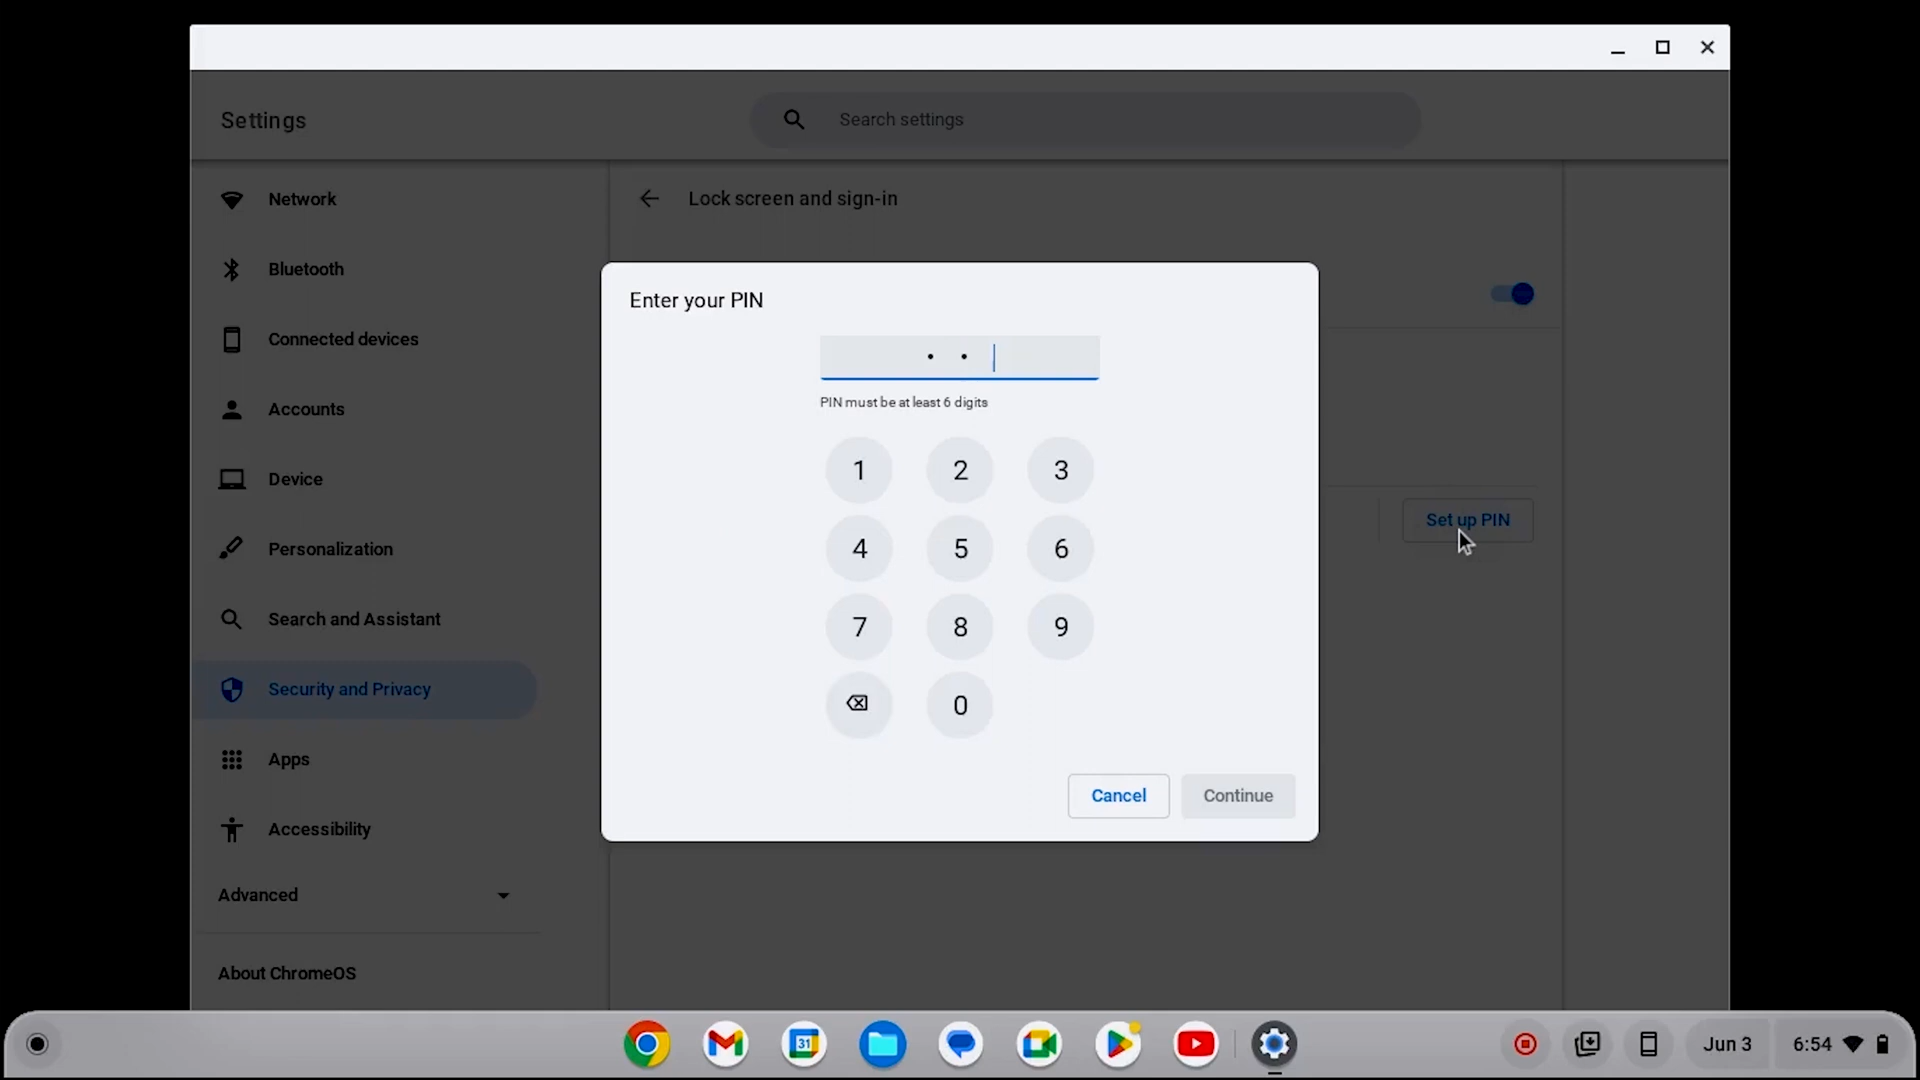 Settings
Search settings
Network
Bluetooth
Connected devices
Accounts
Device
Personalization
Search and Assistant
Security and Privacy
Apps
Accessibility
Advanced
About ChromeOS
Lock screen and sign-in
Set up PIN
Enter your PIN
• •
PIN must be at least 6 digits
1 2 3
4 5 6
7 8 9
0
Cancel Continue
31
Jun 3 6:54